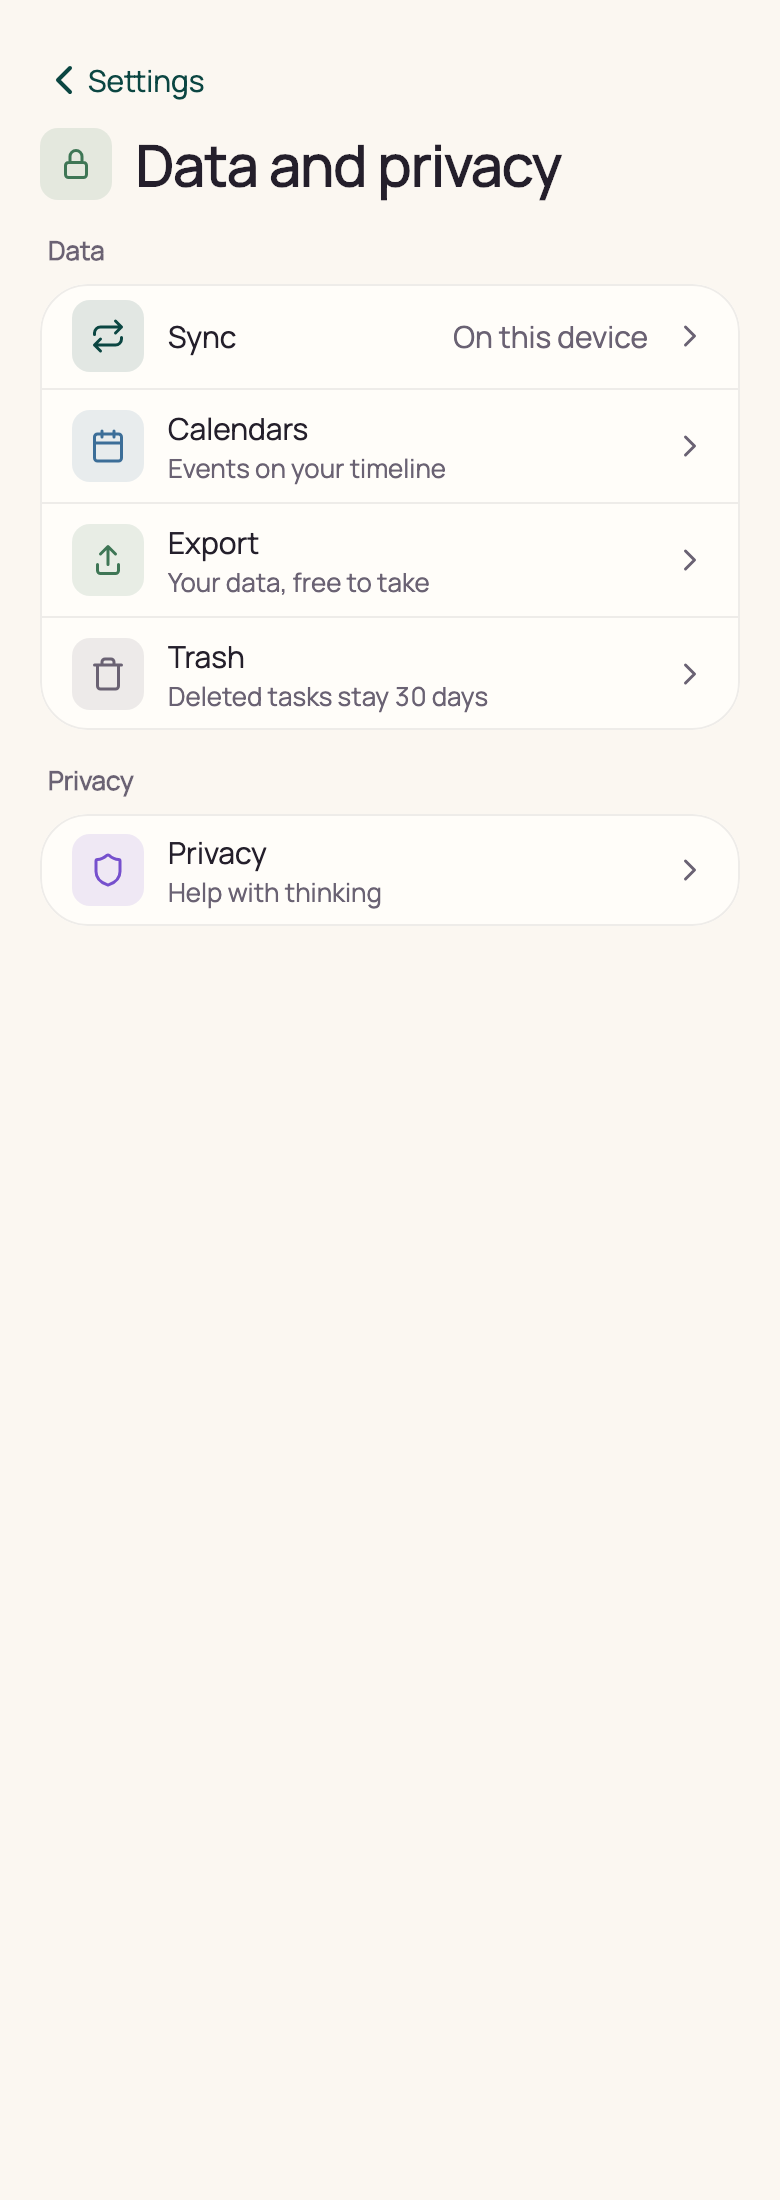 Settings
Data and privacy
Data
Sync
On this device
Calendars
Events on your timeline
Export
Your data, free to take
Trash
Deleted tasks stay 30 days
Privacy
Privacy
Help with thinking